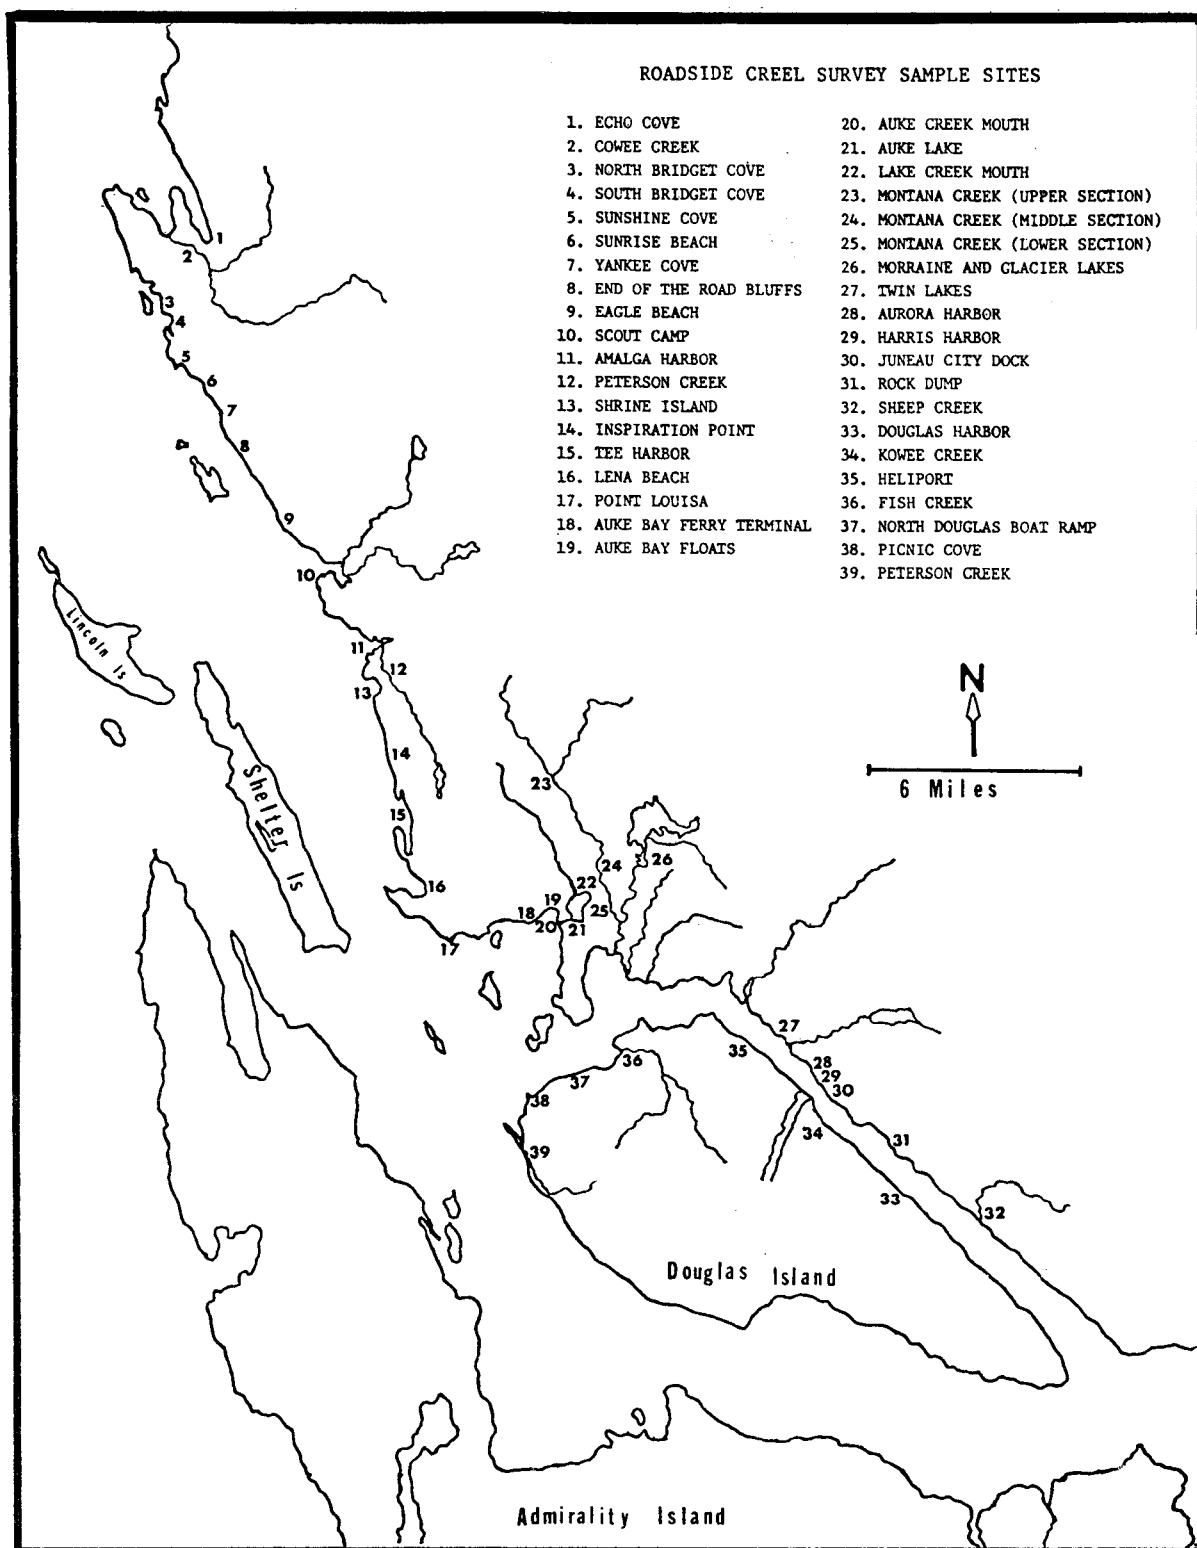 ROADSIDE CREEL SURVEY SAMPLE SITES
1. ECHO COVE
2. COWEE CREEK
3. NORTH BRIDGET COVE
4. SOUTH BRIDGET COVE
5. SUNSHINE COVE
6. SUNRISE BEACH
7. YANKEE COVE
8. END OF THE ROAD BLUFFS
9. EAGLE BEACH
10. SCOUT CAMP
11. AMALGA HARBOR
12. PETERSON CREEK
13. SHRINE ISLAND
14. INSPIRATION POINT
15. TEE HARBOR
16. LENA BEACH
17. POINT LOUISA
18. AUKE BAY FERRY TERMINAL
19. AUKE BAY FLOATS
20. AUKE CREEK MOUTH
21. AUKE LAKE
22. LAKE CREEK MOUTH
23. MONTANA CREEK (UPPER SECTION)
24. MONTANA CREEK (MIDDLE SECTION)
25. MONTANA CREEK (LOWER SECTION)
26. MORRAINE AND GLACIER LAKES
27. TWIN LAKES
28. AURORA HARBOR
29. HARRIS HARBOR
30. JUNEAU CITY DOCK
31. ROCK DUMP
32. SHEEP CREEK
33. DOUGLAS HARBOR
34. KOWEE CREEK
35. HELIPORT
36. FISH CREEK
37. NORTH DOUGLAS BOAT RAMP
38. PICNIC COVE
39. PETERSON CREEK
1
2
3
4
5
6
7
8
9
10
Lincoln Is
11
12
13
N
6 Miles
14
Shelter Is
15
16
17
18
19
20
21
22
23
24
25
26
27
28
29
30
31
32
33
34
35
36
37
38
39
Douglas Island
Admirality Island